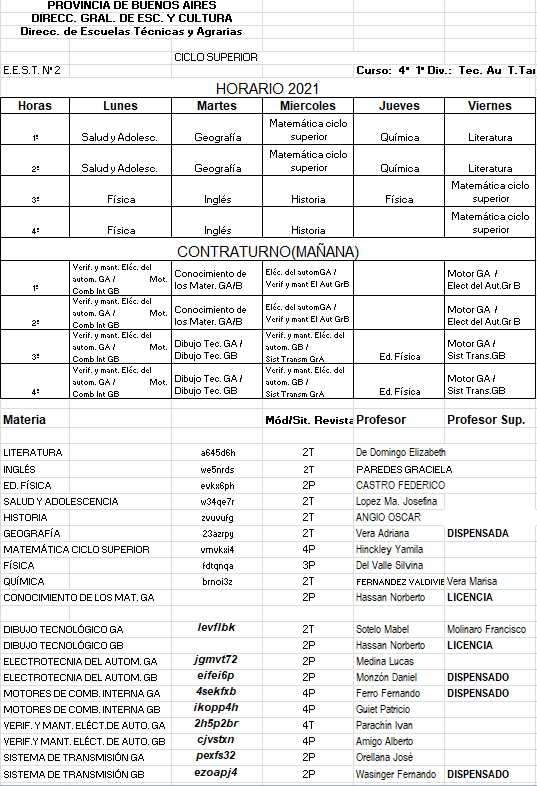 PROVINCIA DE BUENOS AIRES
DIRECC. GRAL. DE ESC. Y CULTURA
Direcc. de Escuelas Técnicas y Agrarias
CICLO SUPERIOR
E.E.S.T. Nº 2 Curso: 4º 1º Div.: Tec. Au T.Tar
HORARIO 2021
Horas Lunes Martes Miercoles Jueves Viernes
1º Salud y Adolesc. Geografía Matemática ciclo superior Química Literatura
2º Salud y Adolesc. Geografía Matemática ciclo superior Química Literatura
3º Física Inglés Historia Física Matemática ciclo superior
4º Física Inglés Historia Matemática ciclo superior
CONTRATURNO(MAÑANA)
1º Verif. y mant. Eléc. del autom. GA / Mot. Comb Int GB Conocimiento de los Mater. GA/B Eléc. del automGA / Verif y mant El Aut GrB Motor GA / Elect del Aut.Gr B
2º Verif. y mant. Eléc. del autom. GA / Mot. Comb Int GB Conocimiento de los Mater. GA/B Eléc. del automGA / Verif y mant El Aut GrB Motor GA / Elect del Aut.Gr B
3º Verif. y mant. Eléc. del autom. GA / Mot. Comb Int GB Dibujo Tec. GA / Dibujo Tec. GB Verif. y mant. Eléc. del autom. GB / Sist Transm GrA Ed. Física Motor GA / Sist Trans.GB
4º Verif. y mant. Eléc. del autom. GA / Mot. Comb Int GB Dibujo Tec. GA / Dibujo Tec. GB Verif. y mant. Eléc. del autom. GB / Sist Transm GrA Ed. Física Motor GA / Sist Trans.GB
Materia Mód/Sit. Revista Profesor Profesor Sup.
LITERATURA a645d6h 2T De Domingo Elizabeth
INGLÉS we5nrds 2T PAREDES GRACIELA
ED. FÍSICA evkx6ph 2P CASTRO FEDERICO
SALUD Y ADOLESCENCIA w34qe7r 2T Lopez Ma. Josefina
HISTORIA zvuvufg 2T ANGIO OSCAR
GEOGRAFÍA 23azrpy 2T Vera Adriana DISPENSADA
MATEMÁTICA CICLO SUPERIOR vmvkxi4 4P Hinckley Yamila
FÍSICA fdtqnqa 3P Del Valle Silvina
QUÍMICA brnoi3z 2T FERNANDEZ VALDIVIE Vera Marisa
CONOCIMIENTO DE LOS MAT. GA 2P Hassan Norberto LICENCIA
DIBUJO TECNOLÓGICO GA levflbk 2T Sotelo Mabel Molinaro Francisco
DIBUJO TECNOLÓGICO GB 2P Hassan Norberto LICENCIA
ELECTROTECNIA DEL AUTOM. GA jgmvt72 2P Medina Lucas
ELECTROTECNIA DEL AUTOM. GB eifei6p 2P Monzón Daniel DISPENSADO
MOTORES DE COMB. INTERNA GA 4sekfxb 4P Ferro Fernando DISPENSADO
MOTORES DE COMB. INTERNA GB ikopp4h 4P Guiet Patricio
VERIF. Y MANT. ELÉCT.DE AUTO. GA 2h5p2br 4T Parachín Ivan
VERIF.Y MANT. ELÉCT. DE AUTO. GB cjvstxn 4P Amigo Alberto
SISTEMA DE TRANSMISIÓN GA pexfs32 2P Orellana José
SISTEMA DE TRANSMISIÓN GB ezoapj4 2P Wasinger Fernando DISPENSADO